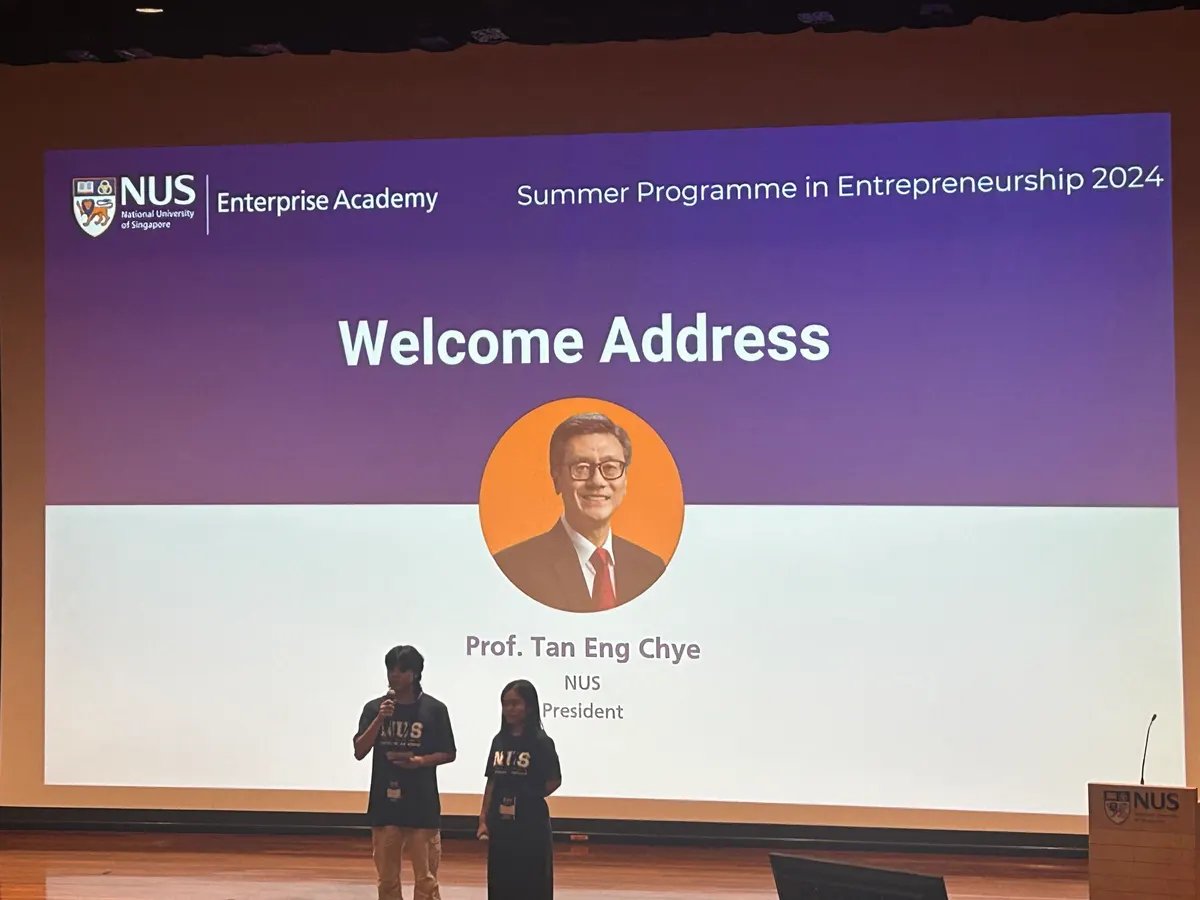 NUS
National University
of Singapore
Enterprise Academy
Summer Programme in Entrepreneurship 2024
Welcome Address
Prof. Tan Eng Chye
NUS
President
NUS
NUS
NUS